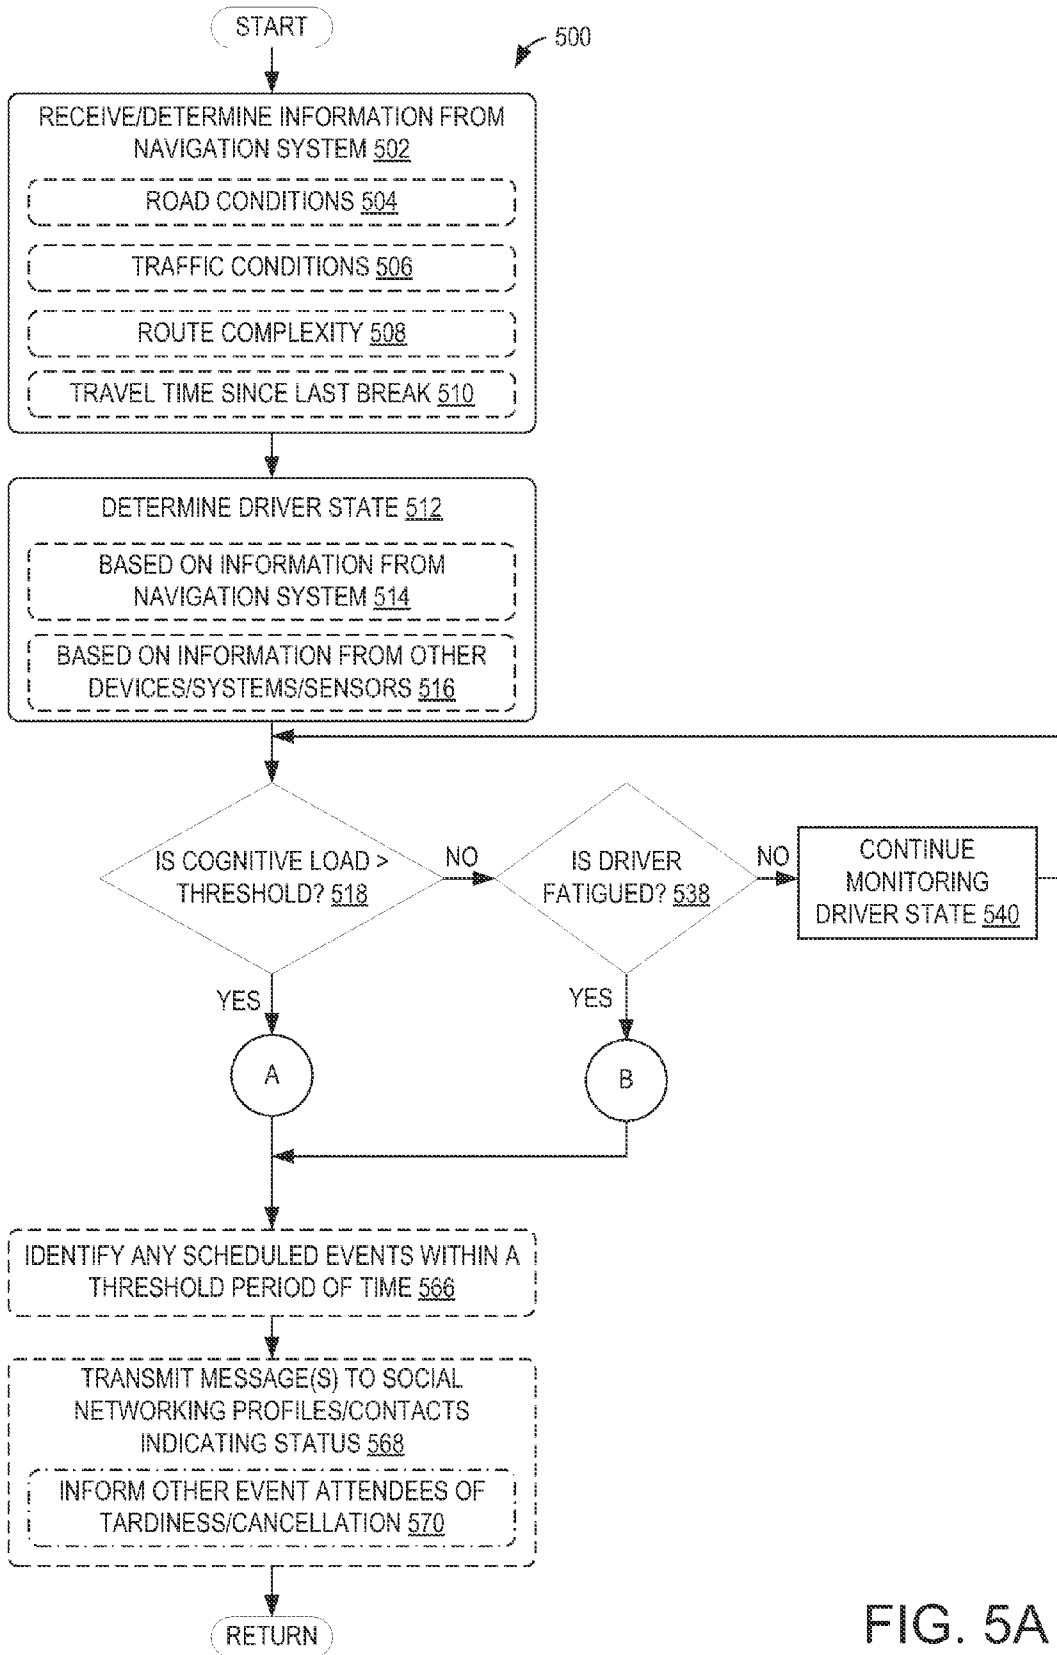 START
500
RECEIVE/DETERMINE INFORMATION FROM
NAVIGATION SYSTEM 502
ROAD CONDITIONS 504
TRAFFIC CONDITIONS 506
ROUTE COMPLEXITY 508
TRAVEL TIME SINCE LAST BREAK 510
DETERMINE DRIVER STATE 512
BASED ON INFORMATION FROM
NAVIGATION SYSTEM 514
BASED ON INFORMATION FROM OTHER
DEVICES/SYSTEMS/SENSORS 516
IS COGNITIVE LOAD >
THRESHOLD? 518
NO
IS DRIVER
FATIGUED? 538
NO
CONTINUE
MONITORING
DRIVER STATE 540
YES
YES
A
B
IDENTIFY ANY SCHEDULED EVENTS WITHIN A
THRESHOLD PERIOD OF TIME 566
TRANSMIT MESSAGE(S) TO SOCIAL
NETWORKING PROFILES/CONTACTS
INDICATING STATUS 568
INFORM OTHER EVENT ATTENDEES OF
TARDINESS/CANCELLATION 570
RETURN
FIG. 5A